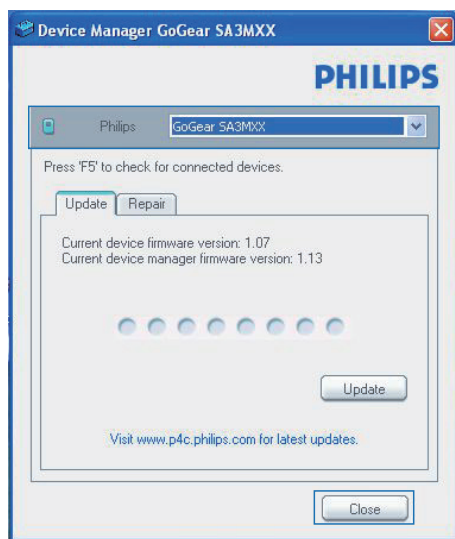 Device Manager GoGear SA3MXX
PHILIPS
Philips GoGear SA3MXX
Press 'F5' to check for connected devices.
Update Repair
Current device firmware version: 1.07
Current device manager firmware version: 1.13
Update
Visit www.p4c.philips.com for latest updates.
Close